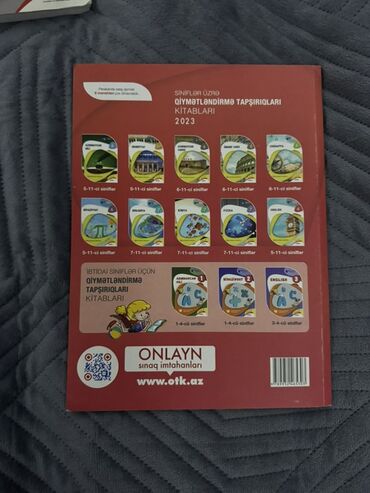 SİNİFLƏR ÜZRƏ
QİYMƏTLƏNDİRMƏ TAPŞIRIQLARI
KİTABLARI
2023
5-11-ci siniflər
5-11-ci siniflər
6-11-ci siniflər
6-11-ci siniflər
6-11-ci siniflər
5-11-ci siniflər
7-11-ci siniflər
7-11-ci siniflər
7-11-ci siniflər
5-11-ci siniflər
İBTİDAİ SİNİFLƏR ÜÇÜN
QİYMƏTLƏNDİRMƏ
TAPŞIRIQLARI
KİTABLARI
1
2
3
ENGLISH
1-4-cü siniflər
1-4-cü siniflər
3-4-cü siniflər
ONLAYN
sınaq imtahanları
www.otk.az